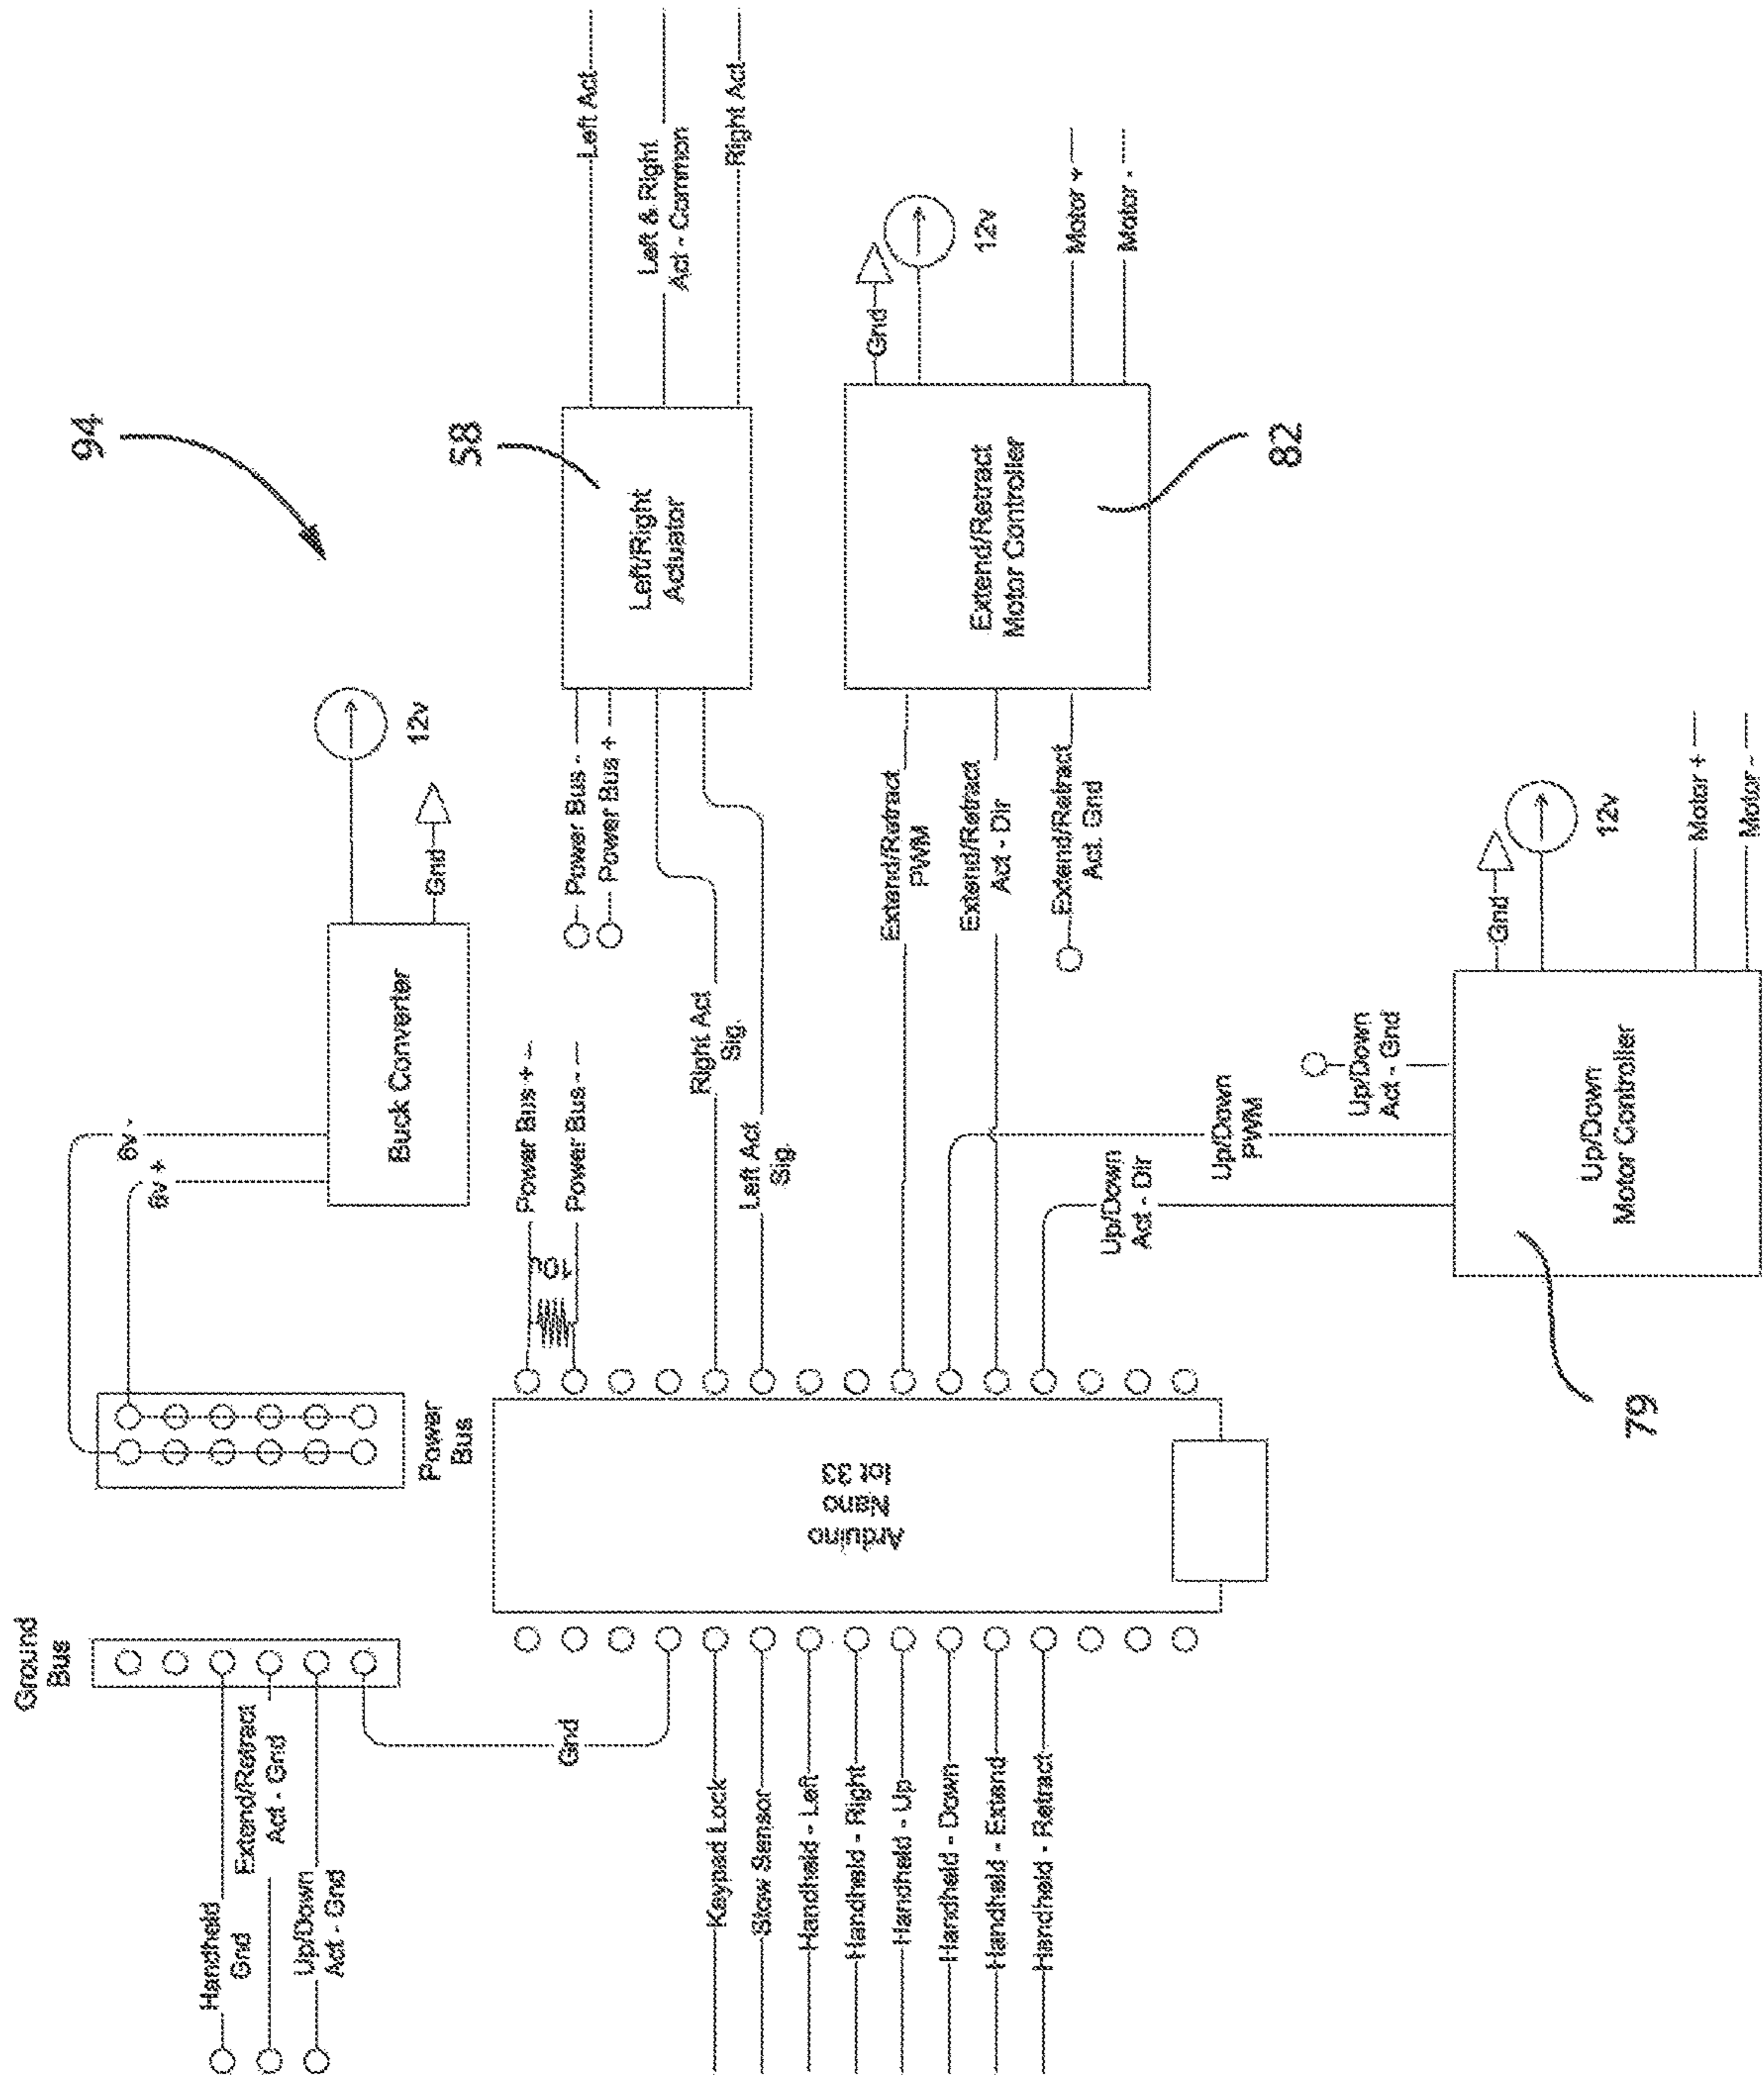 94
Ground
Bus
Handheld
Gnd
Extend/Retract
Act - Gnd
Up/Down
Act - Gnd
Gnd
Power
Bus
6v -
6v +
Buck Converter
12v
Gnd
Keypad Lock
Stow Sensor
Handheld - Left
Handheld - Right
Handheld - Up
Handheld - Down
Handheld - Extend
Handheld - Retract
Arduino
Nano
Iot 33
Power Bus +
Power Bus -
Right Act
Sig.
Left Act
Sig.
Power Bus -
Power Bus +
58
Left/Right
Actuator
Left Act
Left & Right
Act - Common
Right Act
Extend/Retract
PWM
Extend/Retract
Act - Dir
Extend/Retract
Act. Gnd
Extend/Retract
Motor Controller
82
Gnd
12v
Motor +
Motor -
Up/Down
Act - Dir
Up/Down
PWM
Up/Down
Act - Gnd
Up/Down
Motor Controller
79
Gnd
12v
Motor +
Motor -